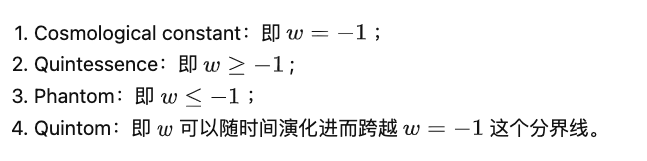 1. Cosmological constant：即 w = −1；
2. Quintessence：即 w ≥ −1；
3. Phantom：即 w ≤ −1；
4. Quintom：即 w 可以随时间演化进而跨越 w = −1 这个分界线。